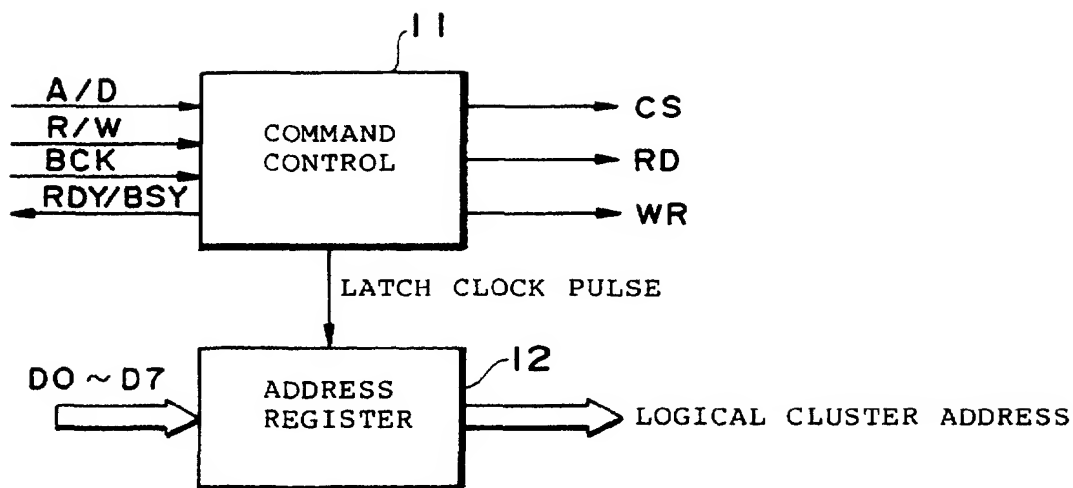 11
A/D
R/W
BCK
RDY/BSY
COMMAND
CONTROL
CS
RD
WR
LATCH CLOCK PULSE
12
D0~D7
ADDRESS
REGISTER
LOGICAL CLUSTER ADDRESS